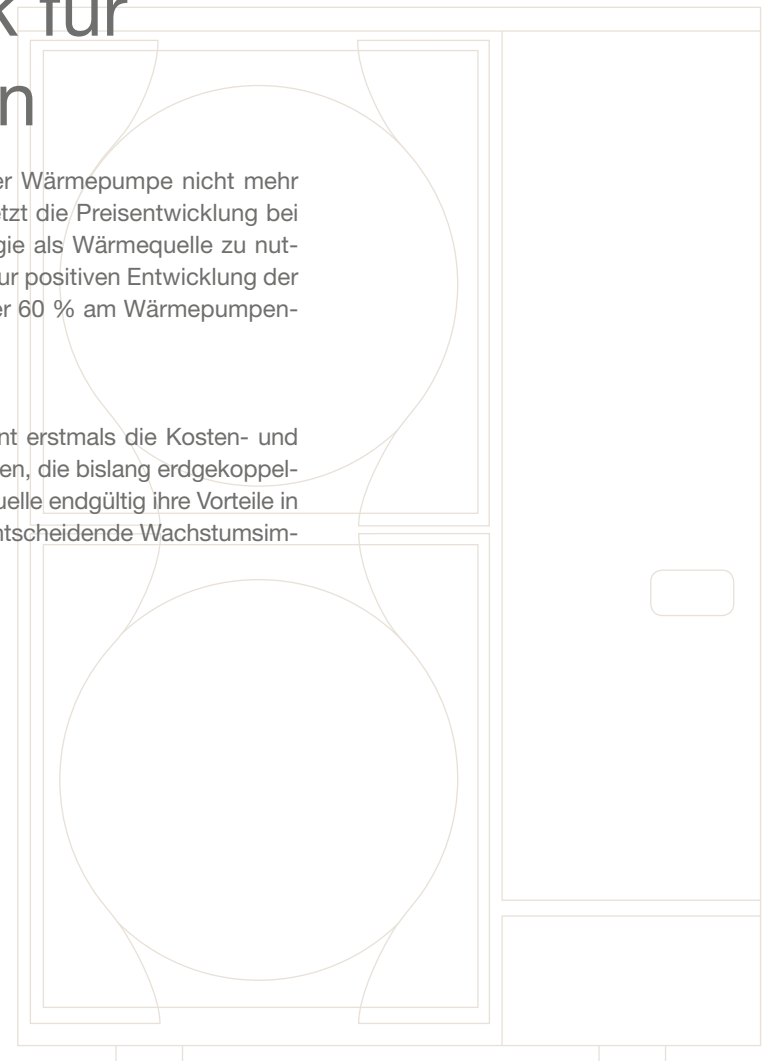 k für
n
er Wärmepumpe nicht mehr
tzt die Preisentwicklung bei
gie als Wärmequelle zu nut-
ur positiven Entwicklung der
er 60 % am Wärmepumpen-
nt erstmals die Kosten- und
en, die bislang erdgekoppel-
uelle endgültig ihre Vorteile in
ntscheidende Wachstumsim-